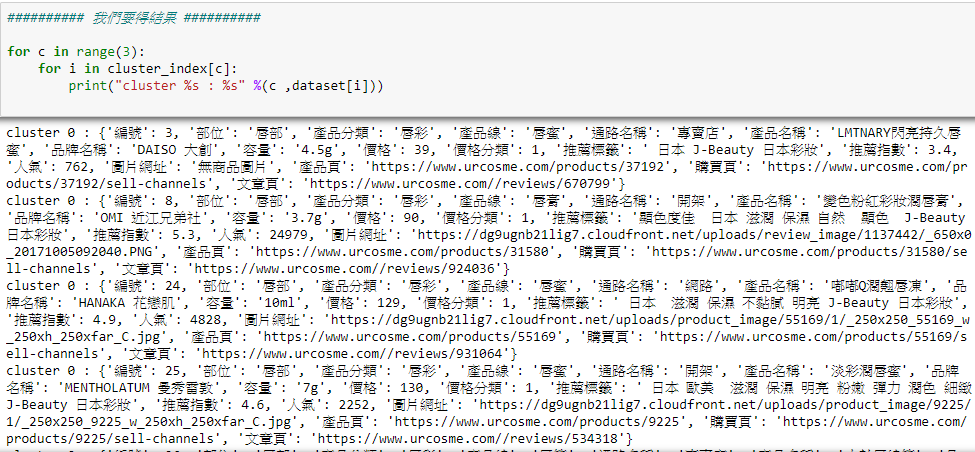 ########## 我們要得結果 ##########
for c in range(3):
for i in cluster_index[c]:
print("cluster %s : %s" %(c ,dataset[i]))
cluster 0 : {'編號': 3, '部位': '唇部', '產品分類': '唇彩', '產品線': '唇蜜', '通路名稱': '專賣店', '產品名稱': 'LMTNARY閃亮持久唇
蜜', '品牌名稱': 'DAISO 大創', '容量': '4.5g', '價格': 39, '價格分類': 1, '推薦標籤': ' 日本 J-Beauty 日本彩妝', '推薦指數': 3.4,
'人氣': 762, '圖片網址': '無商品圖片', '產品頁': 'https://www.urcosme.com/products/37192', '購買頁': 'https://www.urcosme.com/pr
oducts/37192/sell-channels', '文章頁': 'https://www.urcosme.com//reviews/670799'}
cluster 0 : {'編號': 8, '部位': '唇部', '產品分類': '唇彩', '產品線': '唇膏', '通路名稱': '開架', '產品名稱': '變色粉紅彩妝潤唇膏',
'品牌名稱': 'OMI 近江兄弟社', '容量': '3.7g', '價格': 90, '價格分類': 1, '推薦標籤': '顯色度佳 日本 滋潤 保濕 自然 顯色 J-Beauty
日本彩妝', '推薦指數': 5.3, '人氣': 24979, '圖片網址': 'https://dg9ugnb21lig7.cloudfront.net/uploads/review_image/1137442/_650x0
_20171005092040.PNG', '產品頁': 'https://www.urcosme.com/products/31580', '購買頁': 'https://www.urcosme.com/products/31580/se
ll-channels', '文章頁': 'https://www.urcosme.com//reviews/924036'}
cluster 0 : {'編號': 24, '部位': '唇部', '產品分類': '唇彩', '產品線': '唇蜜', '通路名稱': '網路', '產品名稱': '嘟嘟Q潤翹唇凍', '品
牌名稱': 'HANAKA 花戀肌', '容量': '10ml', '價格': 129, '價格分類': 1, '推薦標籤': ' 日本 滋潤 保濕 不黏膩 明亮 J-Beauty 日本彩妝',
'推薦指數': 4.9, '人氣': 4828, '圖片網址': 'https://dg9ugnb21lig7.cloudfront.net/uploads/product_image/55169/1/_250x250_55169_w
_250xh_250xfar_C.jpg', '產品頁': 'https://www.urcosme.com/products/55169', '購買頁': 'https://www.urcosme.com/products/55169/s
ell-channels', '文章頁': 'https://www.urcosme.com//reviews/931064'}
cluster 0 : {'編號': 25, '部位': '唇部', '產品分類': '唇彩', '產品線': '唇蜜', '通路名稱': '開架', '產品名稱': '淡彩潤唇蜜', '品牌
名稱': 'MENTHOLATUM 曼秀雷敦', '容量': '7g', '價格': 130, '價格分類': 1, '推薦標籤': ' 日本 歐美 滋潤 保濕 明亮 粉嫩 彈力 潤色 細緻
J-Beauty 日本彩妝', '推薦指數': 4.6, '人氣': 2252, '圖片網址': 'https://dg9ugnb21lig7.cloudfront.net/uploads/product_image/9225/
1/_250x250_9225_w_250xh_250xfar_C.jpg', '產品頁': 'https://www.urcosme.com/products/9225', '購買頁': 'https://www.urcosme.com/
products/9225/sell-channels', '文章頁': 'https://www.urcosme.com//reviews/534318'}